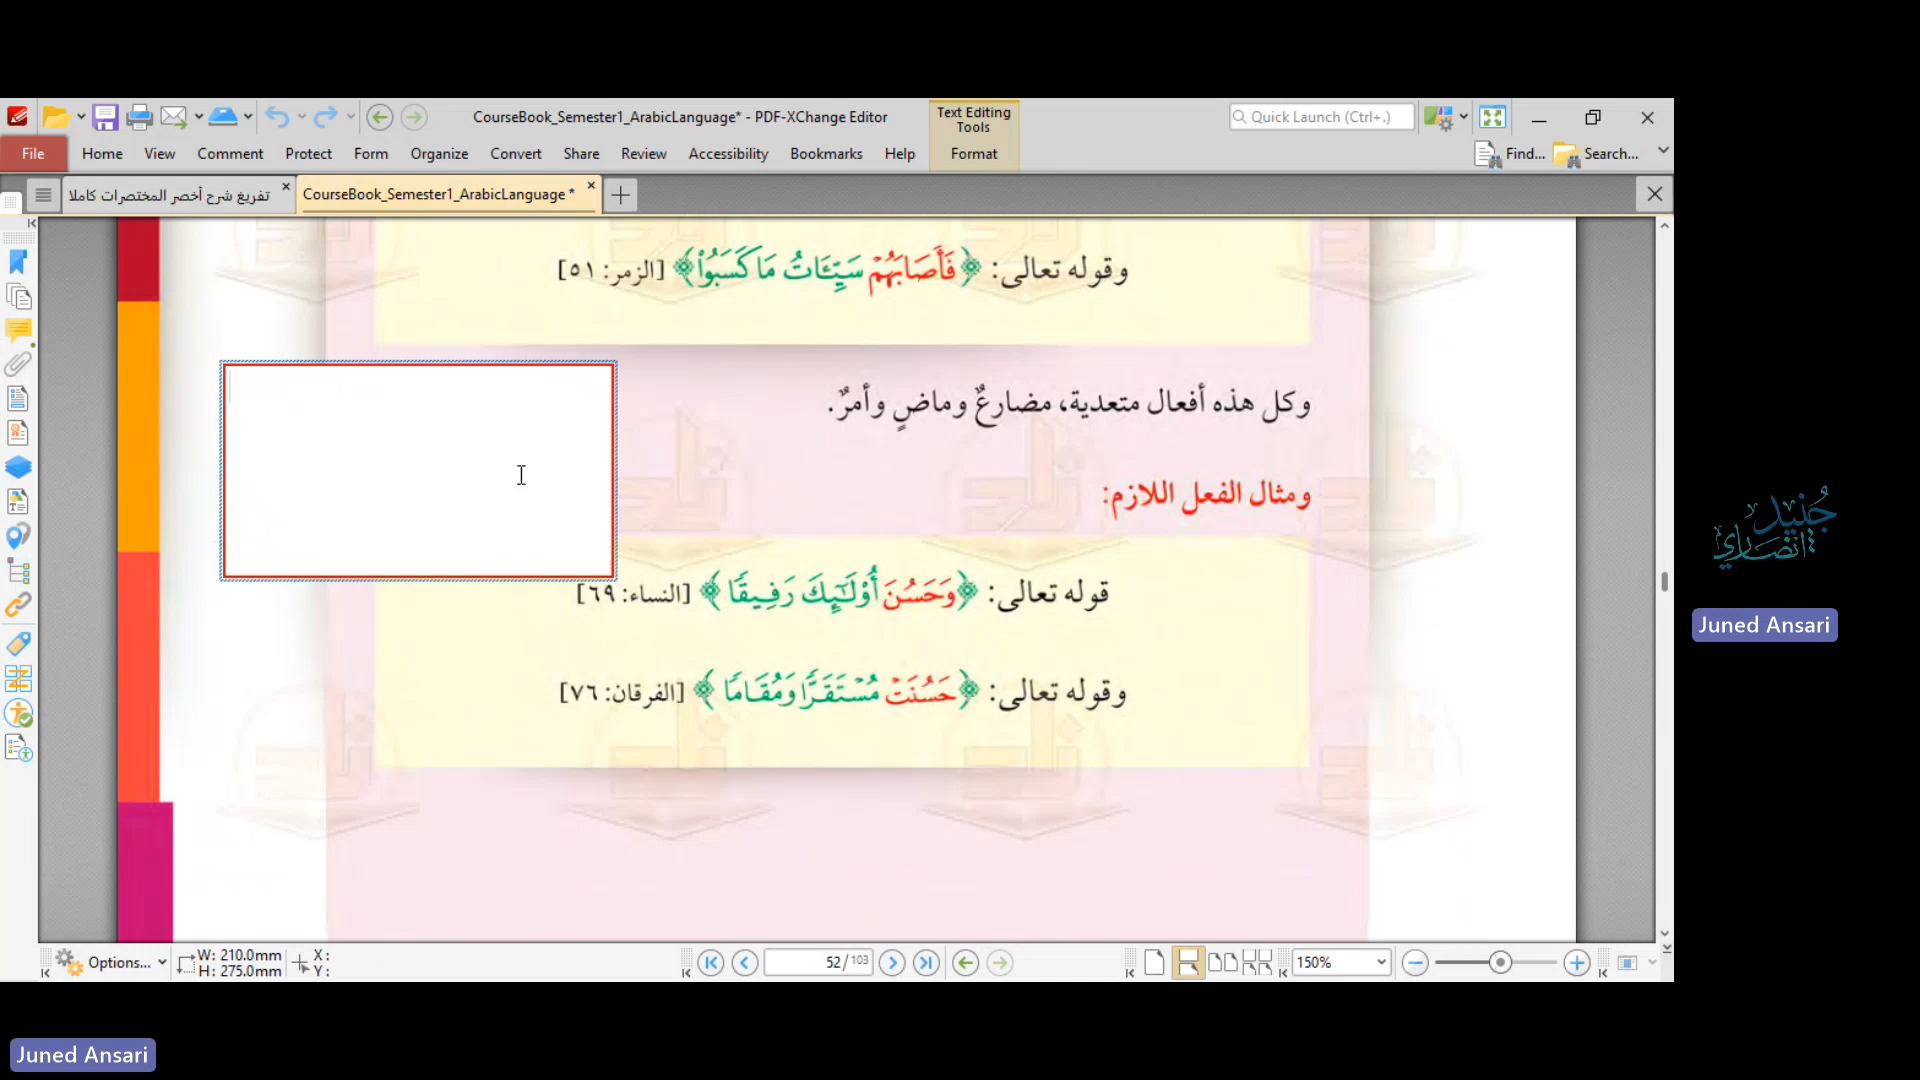 CourseBook_Semester1_ArabicLanguage* - PDF-XChange Editor
Text Editing Tools
Quick Launch (Ctrl+.)
File Home View Comment Protect Form Organize Convert Share Review Accessibility Bookmarks Help Format
Find... Search...
تفريغ شرح أخصر المختصرات كاملا
CourseBook_Semester1_ArabicLanguage *
وقوله تعالى: ﴿فَأَصَابَهُمْ سَيِّـَٔاتُ مَا كَسَبُواْ﴾ [الزمر: ٥١]
وكل هذه أفعال متعدية، مضارعٌ وماضٍ وأمرٌ.
ومثال الفعل اللازم:
قوله تعالى: ﴿وَحَسُنَ أُوْلَـٰٓئِكَ رَفِيقًا﴾ [النساء: ٦٩]
وقوله تعالى: ﴿حَسُنَتْ مُسْتَقَرًّا وَمُقَامًا﴾ [الفرقان: ٧٦]
جُنيد
انصاري
Juned Ansari
Options...
W: 210.0mm
H: 275.0mm
X:
Y:
52 / 103
150%
Juned Ansari